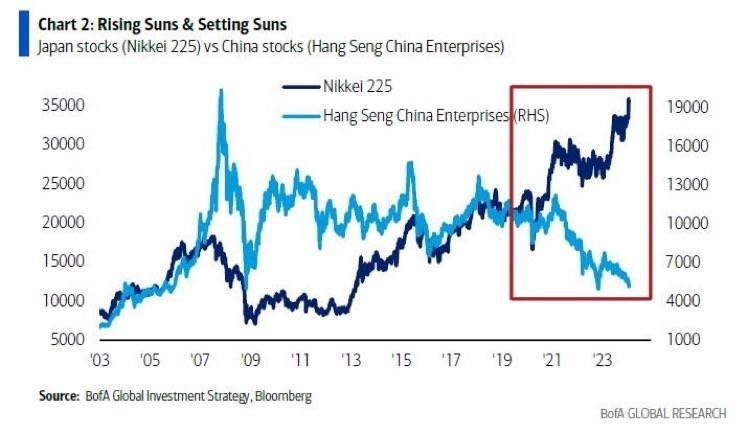 Chart 2: Rising Suns & Setting Suns
Japan stocks (Nikkei 225) vs China stocks (Hang Seng China Enterprises)
Nikkei 225
Hang Seng China Enterprises (RHS)
35000
30000
25000
20000
15000
10000
5000
19000
16000
13000
10000
7000
4000
1000
'03 '05 '07 '09 '11 '13 '15 '17 '19 '21 '23
Source: BofA Global Investment Strategy, Bloomberg
BofA GLOBAL RESEARCH